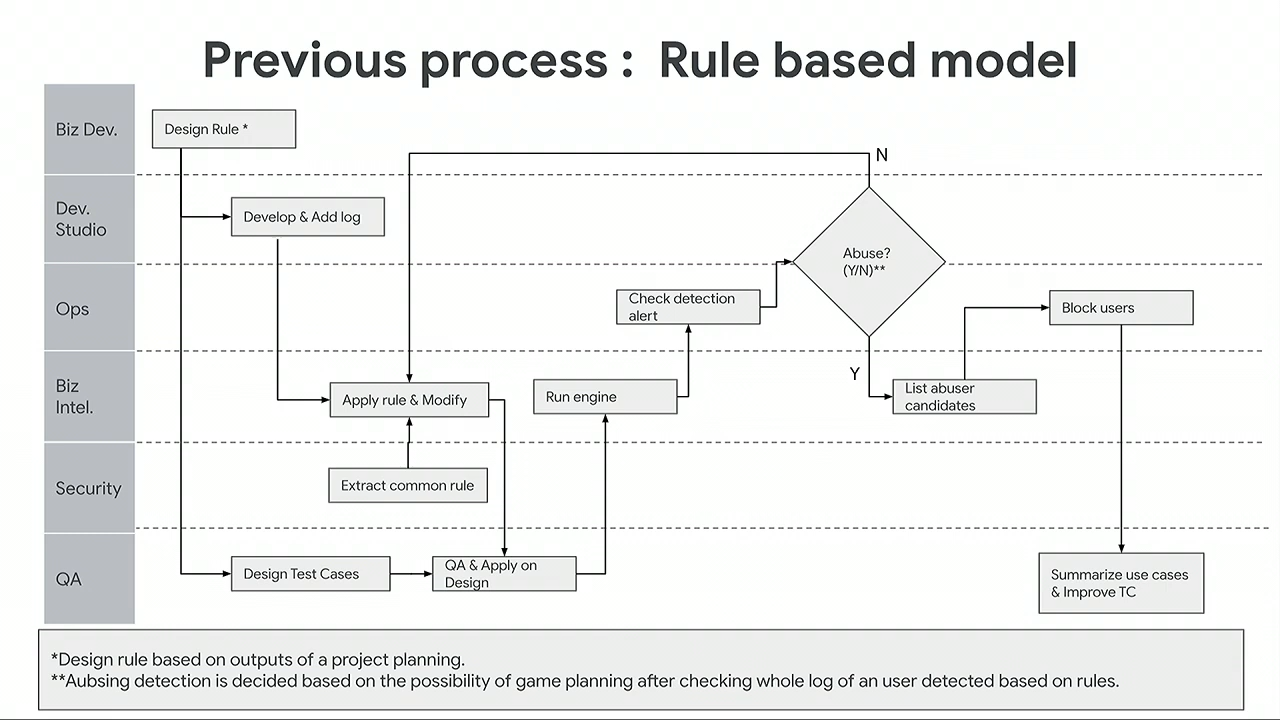 Previous process :  Rule based model
Biz Dev.
Design Rule *
N
Dev.
Studio
Develop & Add log
Abuse?
(Y/N)**
Ops
Check detection
alert
Block users
Y
Biz
Intel.
Apply rule & Modify
Run engine
List abuser
candidates
Security
Extract common rule
QA
Design Test Cases
QA & Apply on
Design
Summarize use cases
& Improve TC
*Design rule based on outputs of a project planning.
**Aubsing detection is decided based on the possibility of game planning after checking whole log of an user detected based on rules.